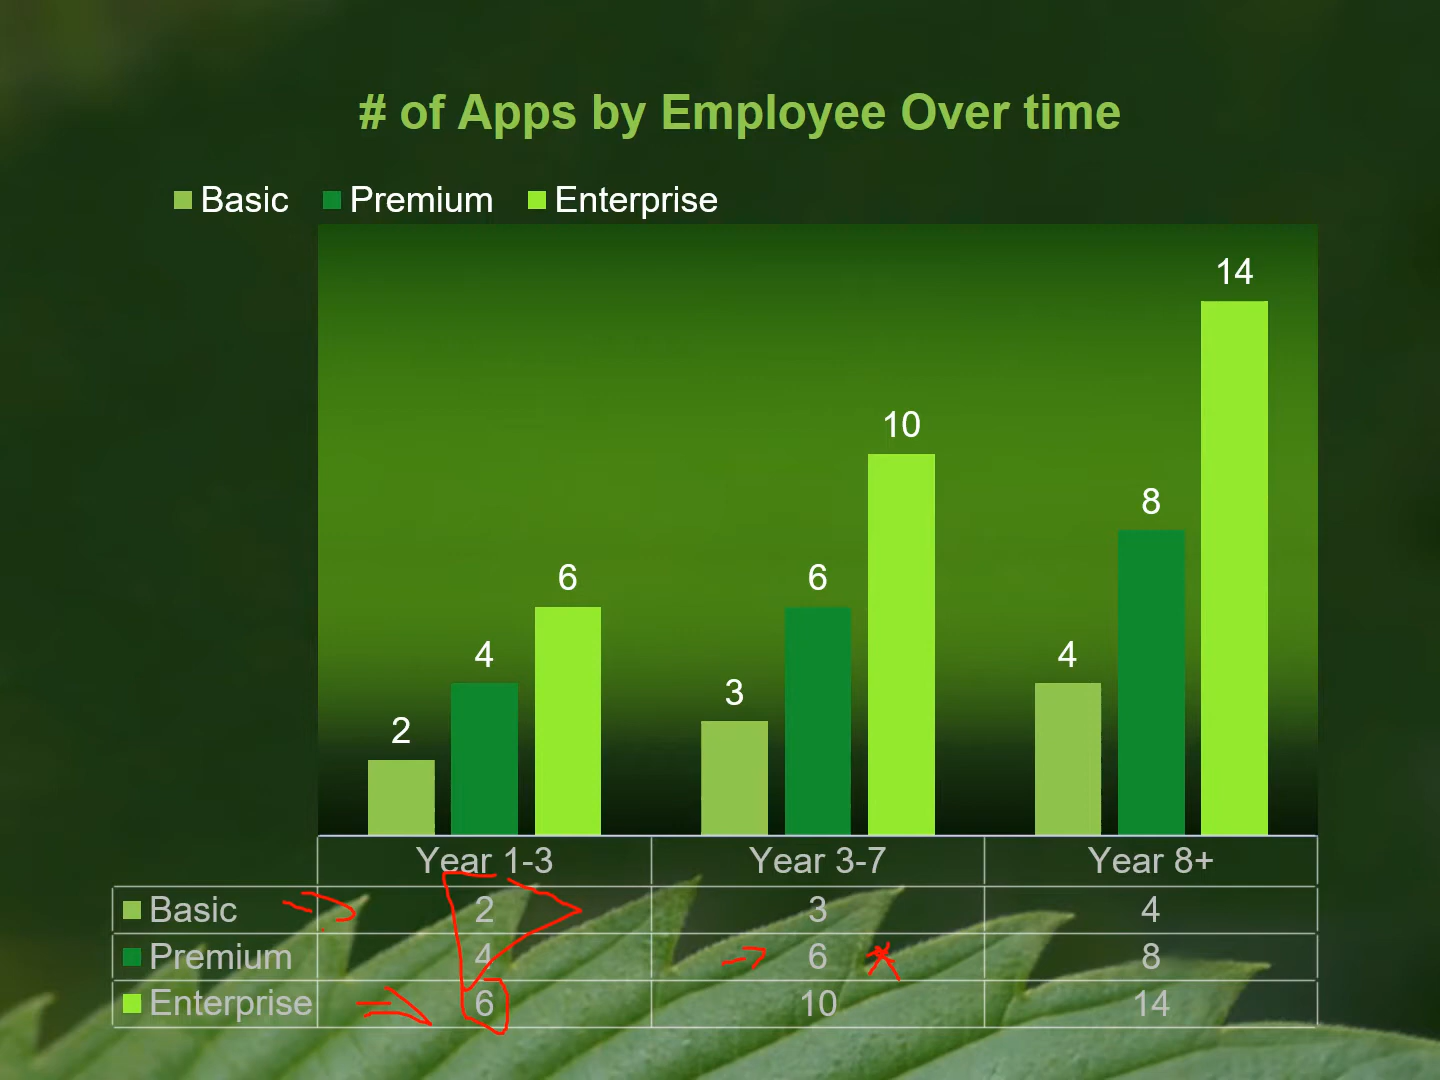 # of Apps by Employee Over time
Basic Premium Enterprise
14
10
8
6 6
4 4
3
2
Year 1-3 Year 3-7 Year 8+
Basic 2 3 4
Premium 4 6 8
Enterprise 6 10 14